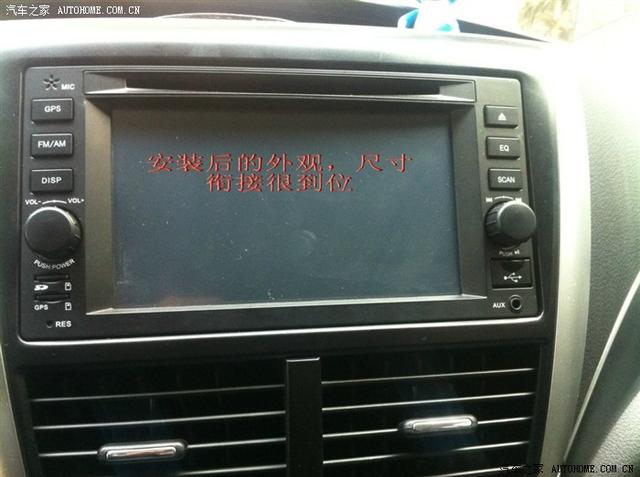 汽车之家 AUTOHOME.COM.CN
MIC
GPS
FM/AM
DISP
VOL- VOL+
PUSH POWER
SD
GPS
RES
安装后的外观，尺寸
衔接很到位
EQ
SCAN
PUSH
AUX
汽车之家 AUTOHOME.COM.CN